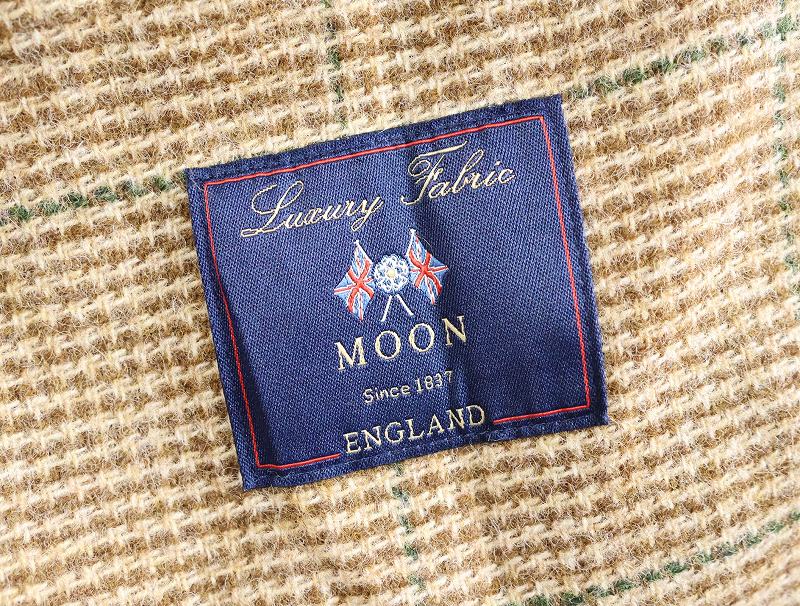 Luxury Fabric
MOON
Since 1837
ENGLAND